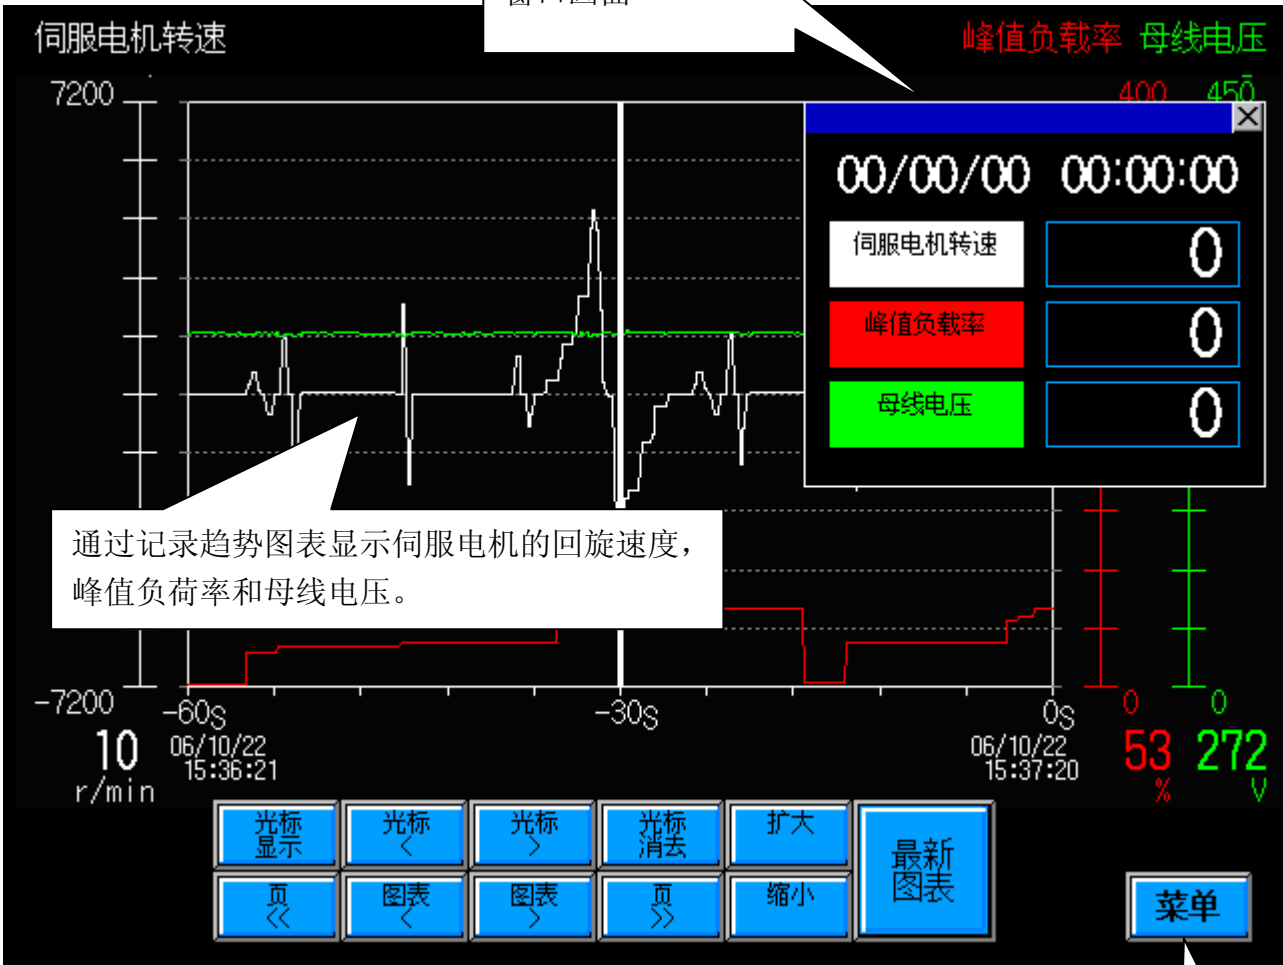 伺服电机转速
峰值负载率 母线电压
7200
400
450
00/00/00 00:00:00
伺服电机转速
0
峰值负载率
0
母线电压
0
通过记录趋势图表显示伺服电机的回旋速度，
峰值负荷率和母线电压。
-7200
-60S
-30S
0S
0
0
06/10/22
15:36:21
06/10/22
15:37:20
10
r/min
53
%
272
V
光标
显示
光标
<
光标
>
光标
消去
扩大
最新
图表
页
<<
图表
<
图表
>
页
>>
缩小
菜单